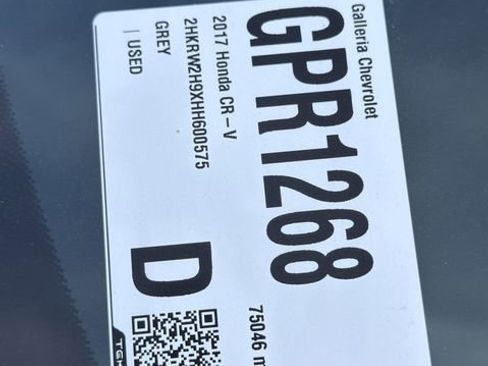 Galleria Chevrolet
GPR1268
2017 Honda CR-V
2HKRW2H9XHH600575
GREY
| USED
75046 m
D